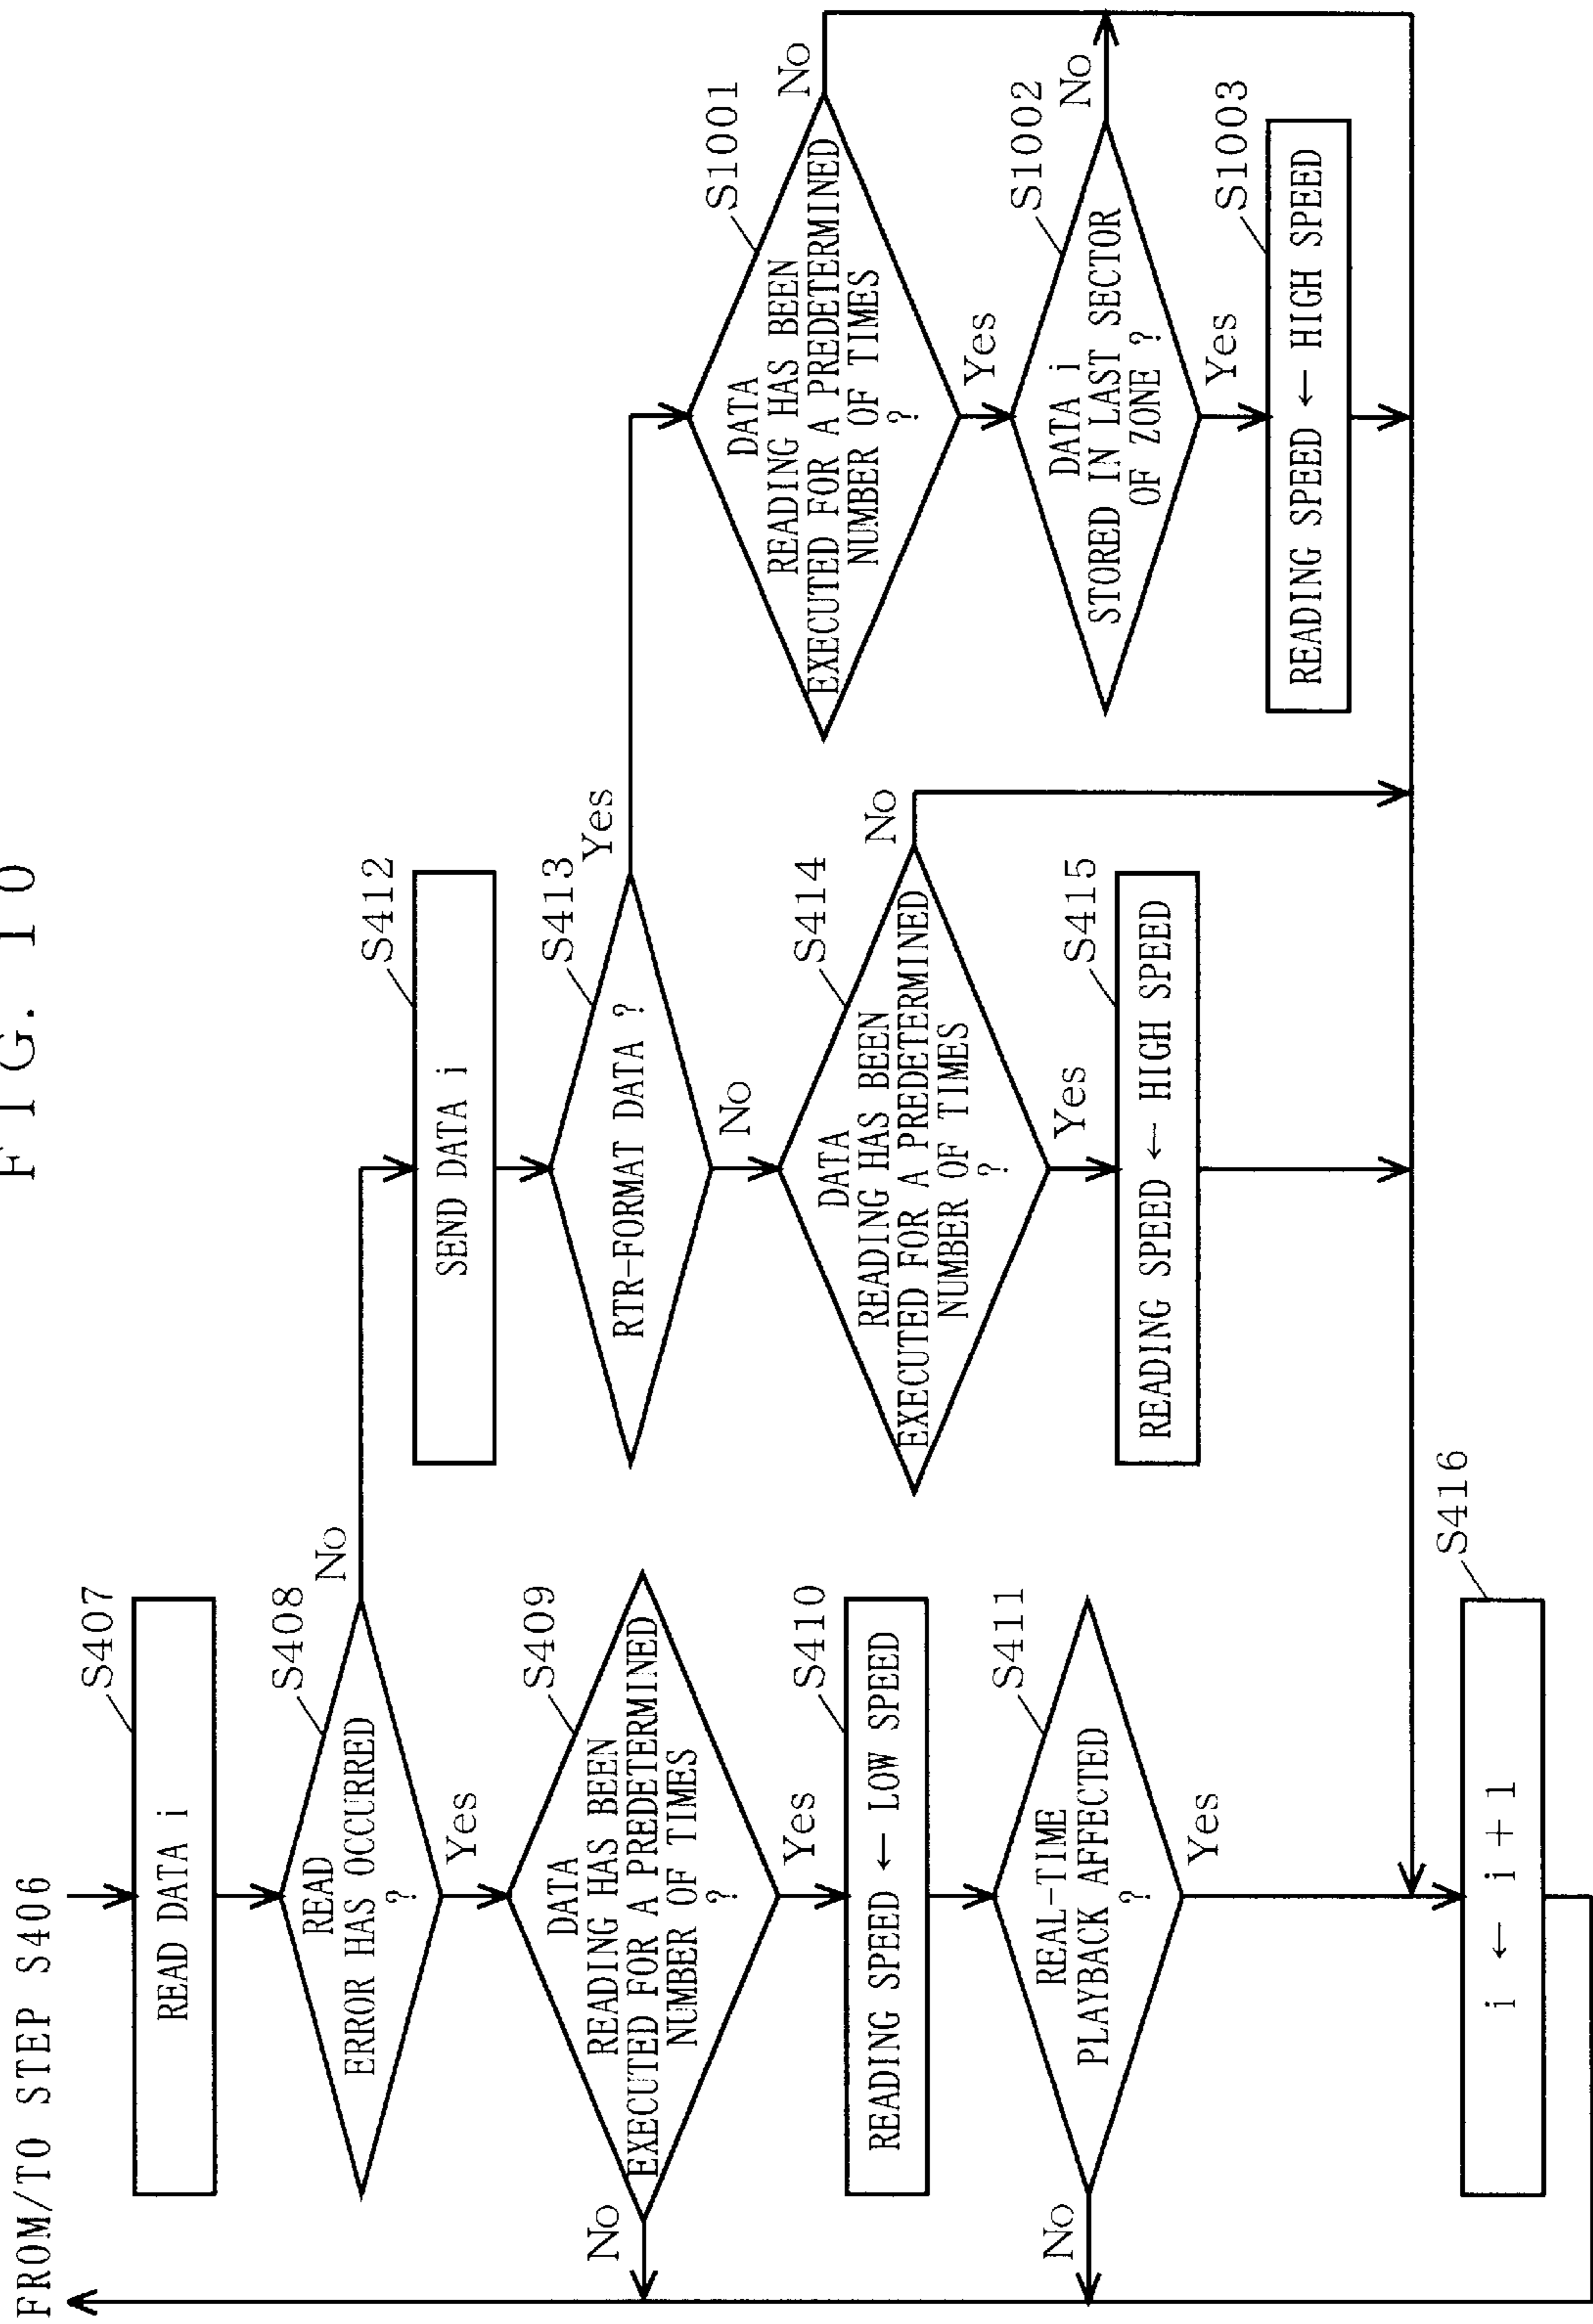 FIG. 10
FROM/TO STEP S406
S407
READ DATA i
S408
READ
ERROR HAS OCCURRED
?
No
Yes
S409
DATA
READING HAS BEEN
EXECUTED FOR A PREDETERMINED
NUMBER OF TIMES
?
No
Yes
S410
READING SPEED ← LOW SPEED
S411
REAL-TIME
PLAYBACK AFFECTED
?
No
Yes
S416
i ← i + 1
S412
SEND DATA i
S413
RTR-FORMAT DATA ?
Yes
No
S414
DATA
READING HAS BEEN
EXECUTED FOR A PREDETERMINED
NUMBER OF TIMES
?
No
Yes
S415
READING SPEED ← HIGH SPEED
S1001
DATA
READING HAS BEEN
EXECUTED FOR A PREDETERMINED
NUMBER OF TIMES
?
No
Yes
S1002
DATA i
STORED IN LAST SECTOR
OF ZONE ?
No
Yes
S1003
READING SPEED ← HIGH SPEED